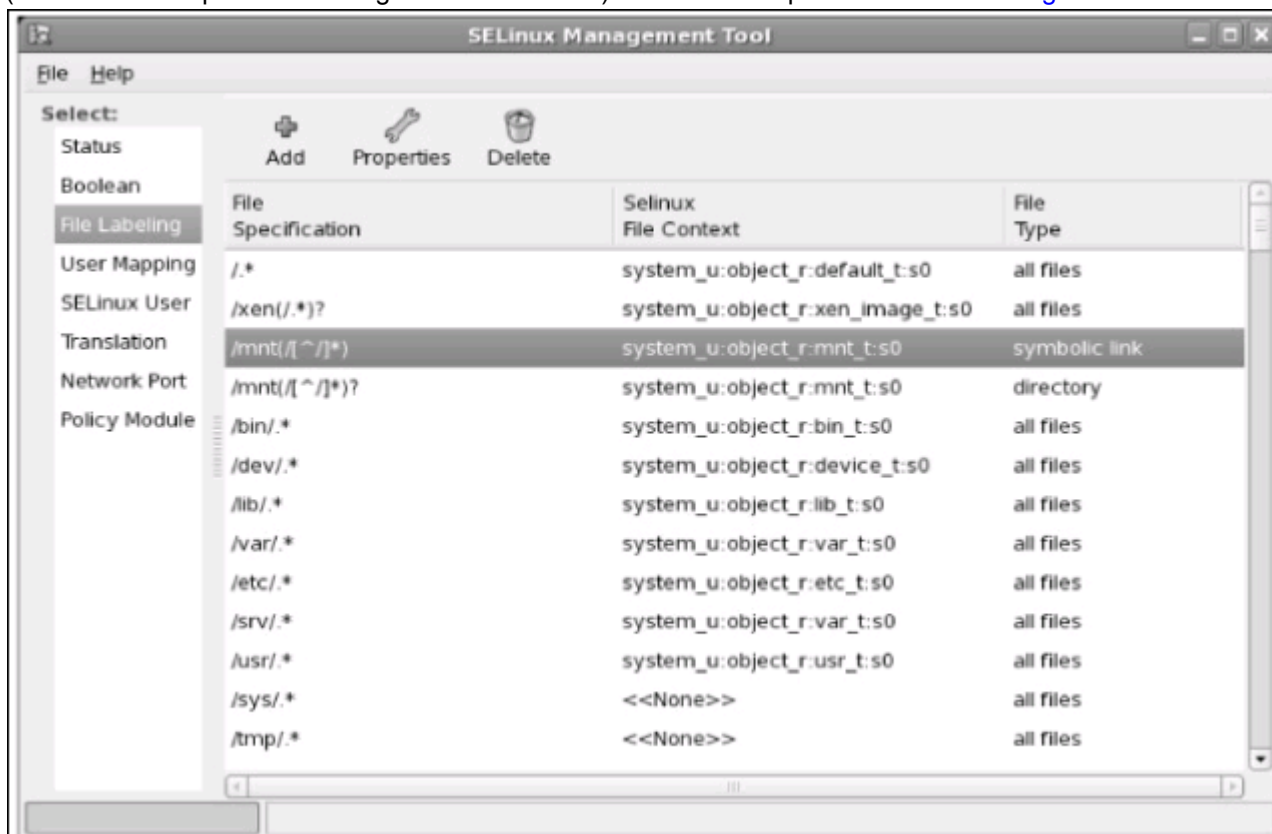 SELinux Management Tool
File Help
Select:
Status
Boolean
File Labeling
User Mapping
SELinux User
Translation
Network Port
Policy Module
Add Properties Delete
File Specification Selinux File Context File Type
/.* system_u:object_r:default_t:s0 all files
/xen(/.*)? system_u:object_r:xen_image_t:s0 all files
/mnt(/[^/]*) system_u:object_r:mnt_t:s0 symbolic link
/mnt(/[^/]*)? system_u:object_r:mnt_t:s0 directory
/bin/.* system_u:object_r:bin_t:s0 all files
/dev/.* system_u:object_r:device_t:s0 all files
/lib/.* system_u:object_r:lib_t:s0 all files
/var/.* system_u:object_r:var_t:s0 all files
/etc/.* system_u:object_r:etc_t:s0 all files
/srv/.* system_u:object_r:var_t:s0 all files
/usr/.* system_u:object_r:usr_t:s0 all files
/sys/.* <<None>> all files
/tmp/.* <<None>> all files